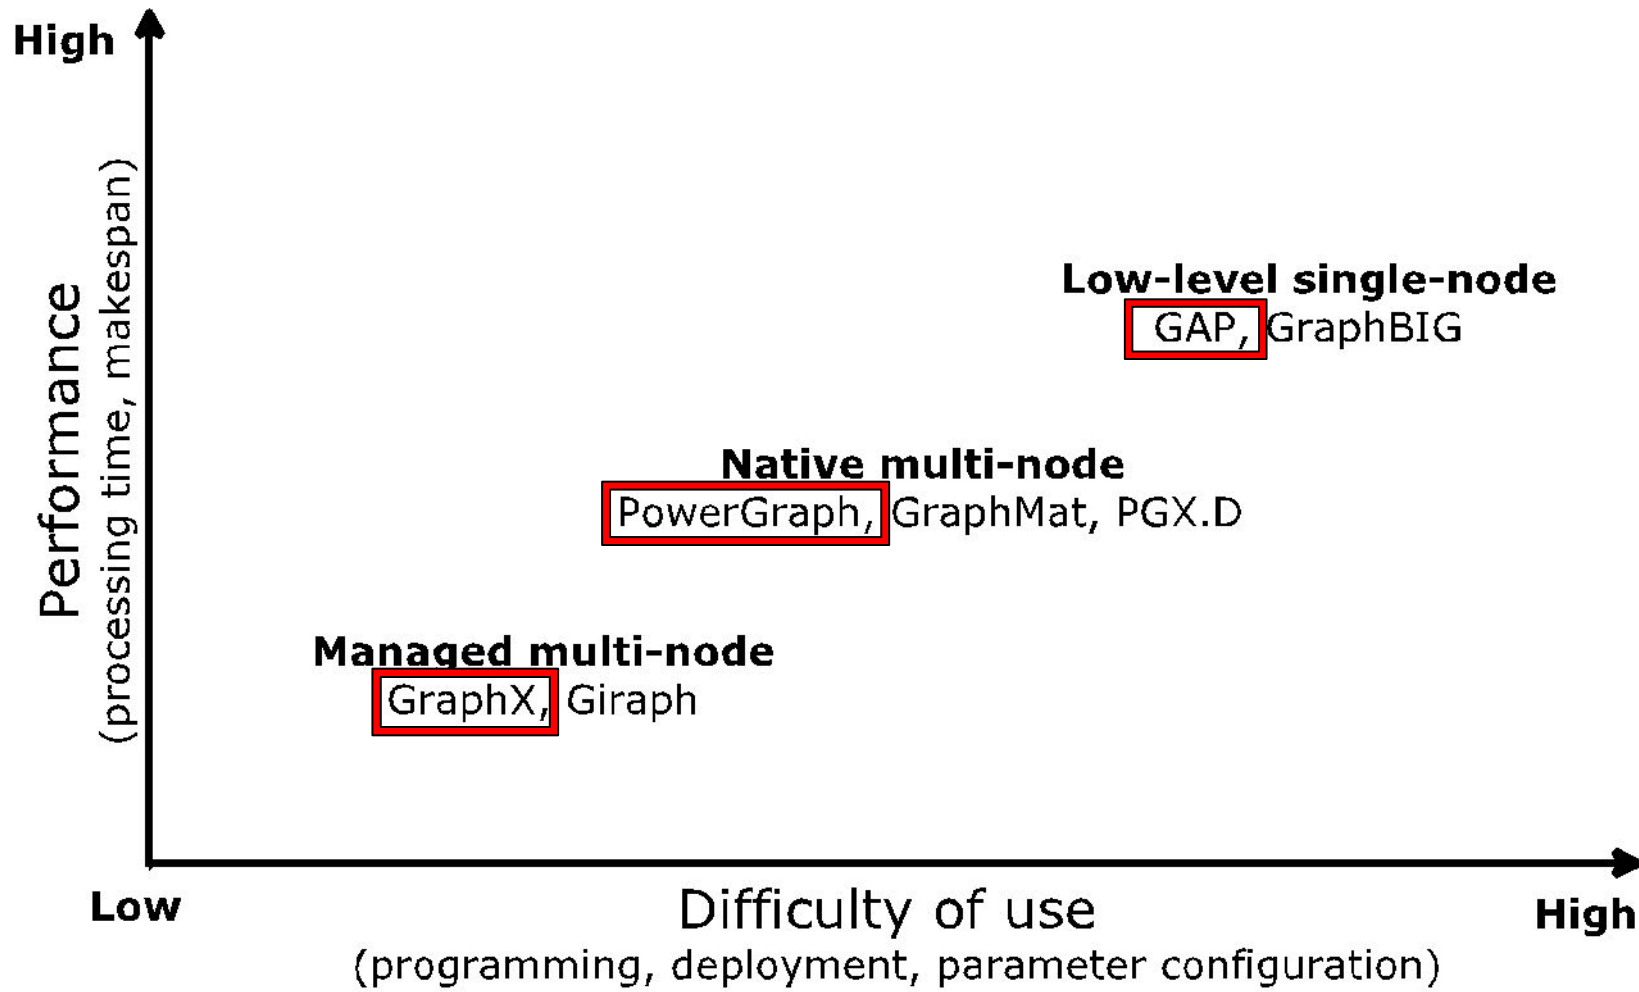 High
Performance
(processing time, makespan)
Low-level single-node
GAP, GraphBIG
Native multi-node
PowerGraph, GraphMat, PGX.D
Managed multi-node
GraphX, Giraph
Low
Difficulty of use
High
(programming, deployment, parameter configuration)